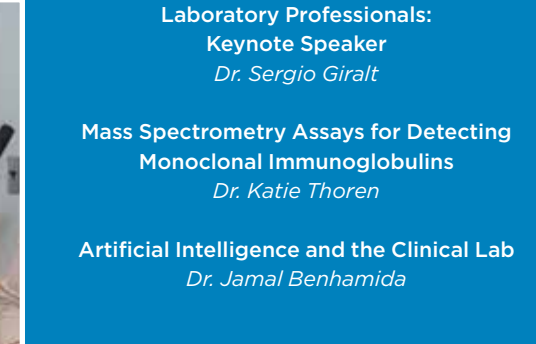 Laboratory Professionals:
Keynote Speaker
Dr. Sergio Giralt
Mass Spectrometry Assays for Detecting
Monoclonal Immunoglobulins
Dr. Katie Thoren
Artificial Intelligence and the Clinical Lab
Dr. Jamal Benhamida